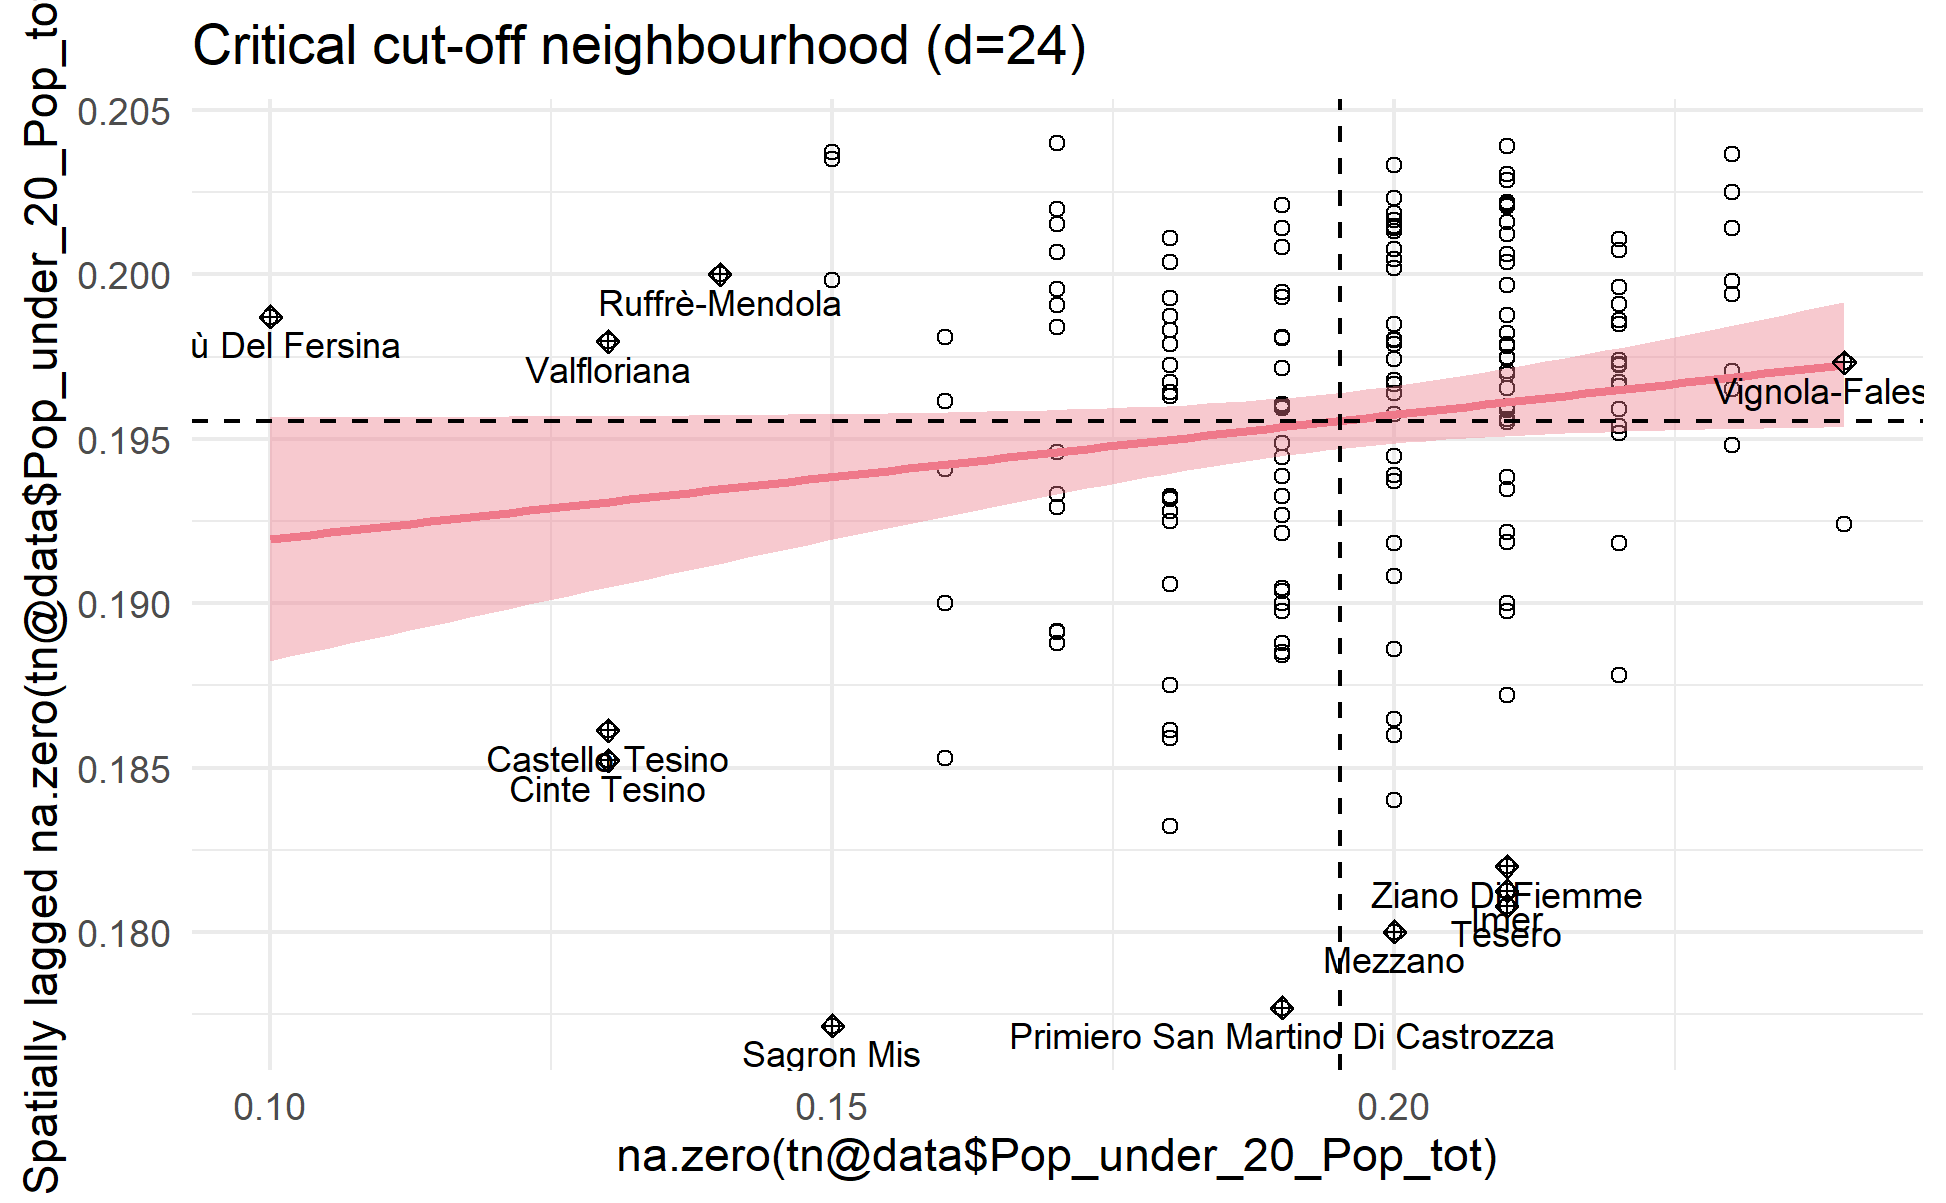 Critical cut-off neighbourhood (d=24)
Spatially lagged na.zero(tn@data$Pop_under_20_Pop_to
0.205
0.200
0.195
0.190
0.185
0.180
Ruffrè-Mendola
ù Del Fersina
Valfloriana
Vignola-Fales
Castello Tesino
Cinte Tesino
Ziano Di Fiemme
Imer
Tesero
Mezzano
Primiero San Martino Di Castrozza
Sagron Mis
0.10
0.15
0.20
na.zero(tn@data$Pop_under_20_Pop_tot)